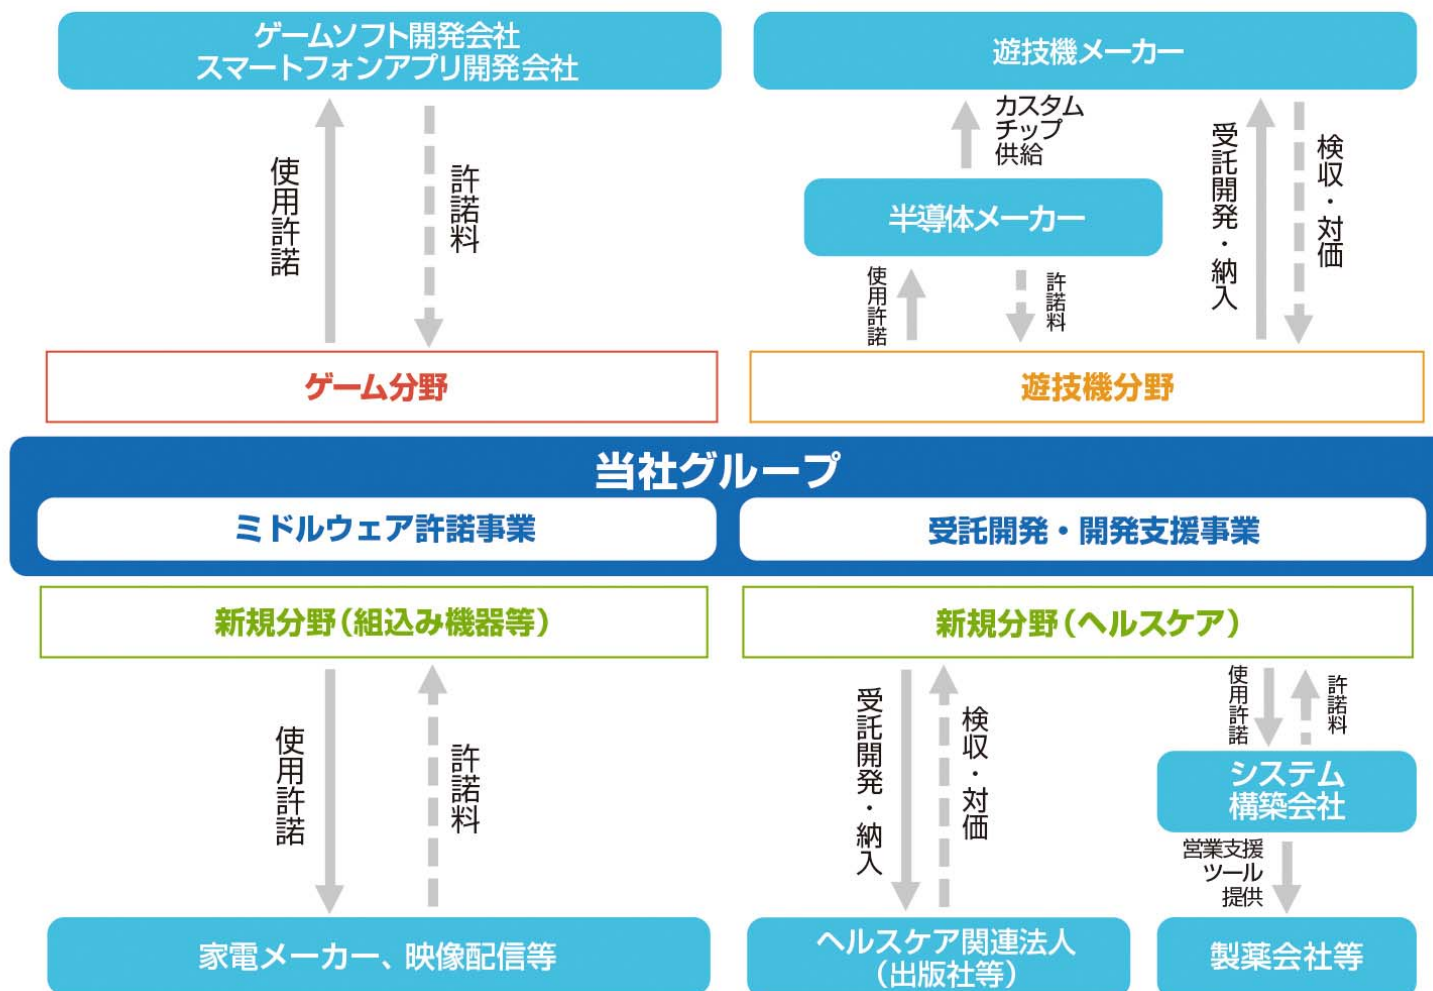 ゲームソフト開発会社
スマートフォンアプリ開発会社
遊技機メーカー
使用許諾
許諾料
カスタム
チップ
供給
半導体メーカー
使用許諾
許諾料
受託開発・納入
検収・対価
ゲーム分野
遊技機分野
当社グループ
ミドルウェア許諾事業
受託開発・開発支援事業
新規分野(組込み機器等)
新規分野(ヘルスケア)
使用許諾
許諾料
受託開発・納入
検収・対価
使用許諾
許諾料
システム
構築会社
営業支援
ツール
提供
家電メーカー、映像配信等
ヘルスケア関連法人
(出版社等)
製薬会社等